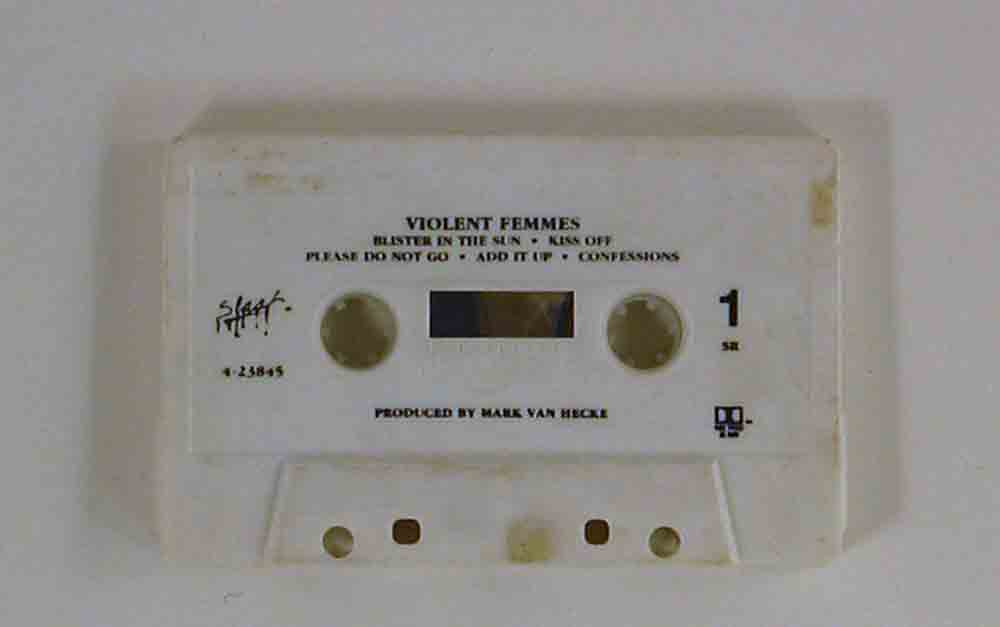 VIOLENT FEMMES
BLISTER IN THE SUN • KISS OFF
PLEASE DO NOT GO • ADD IT UP • CONFESSIONS
1
SR
4-23845
PRODUCED BY MARK VAN HECKE